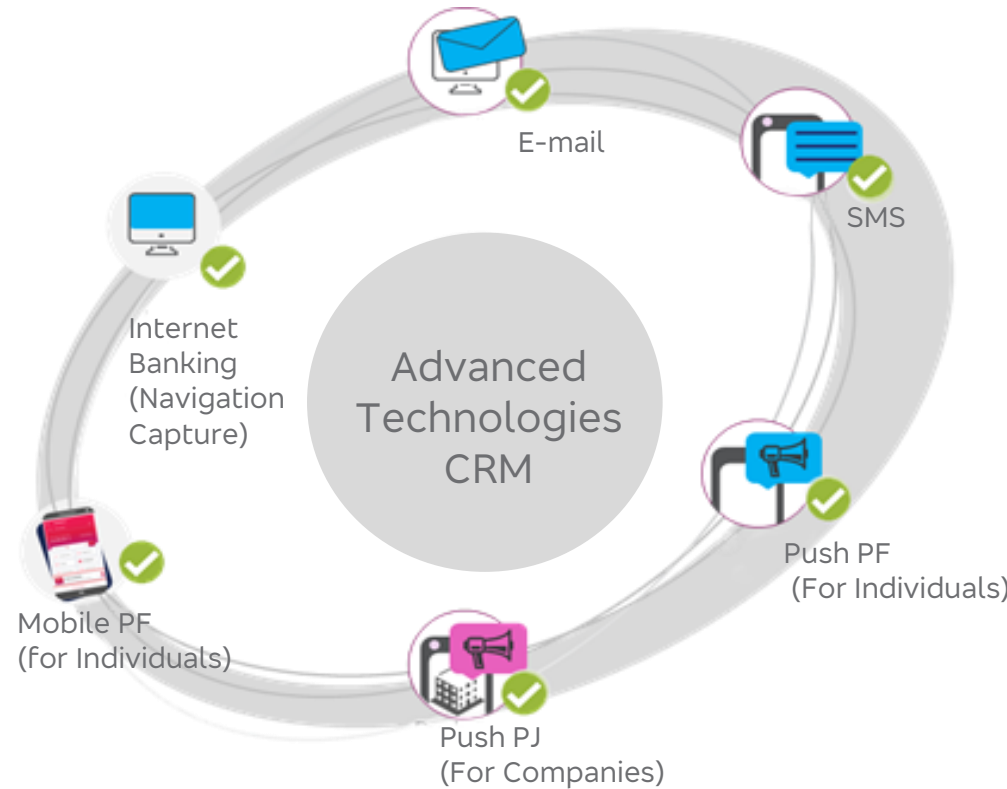 E-mail
SMS
Internet
Banking
(Navigation
Capture)
Advanced
Technologies
CRM
Push PF
(For Individuals)
Mobile PF
(for Individuals)
Push PJ
(For Companies)